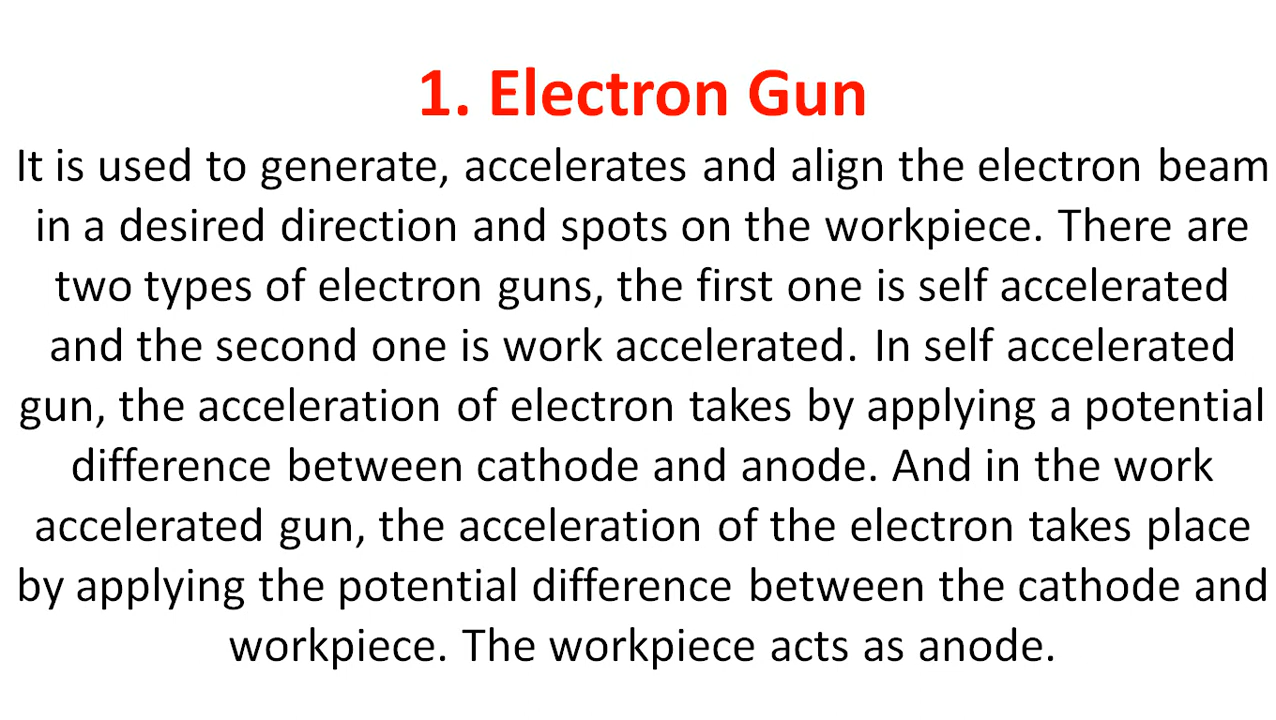 1. Electron Gun
It is used to generate, accelerates and align the electron beam
in a desired direction and spots on the workpiece. There are
two types of electron guns, the first one is self accelerated
and the second one is work accelerated. In self accelerated
gun, the acceleration of electron takes by applying a potential
difference between cathode and anode. And in the work
accelerated gun, the acceleration of the electron takes place
by applying the potential difference between the cathode and
workpiece. The workpiece acts as anode.